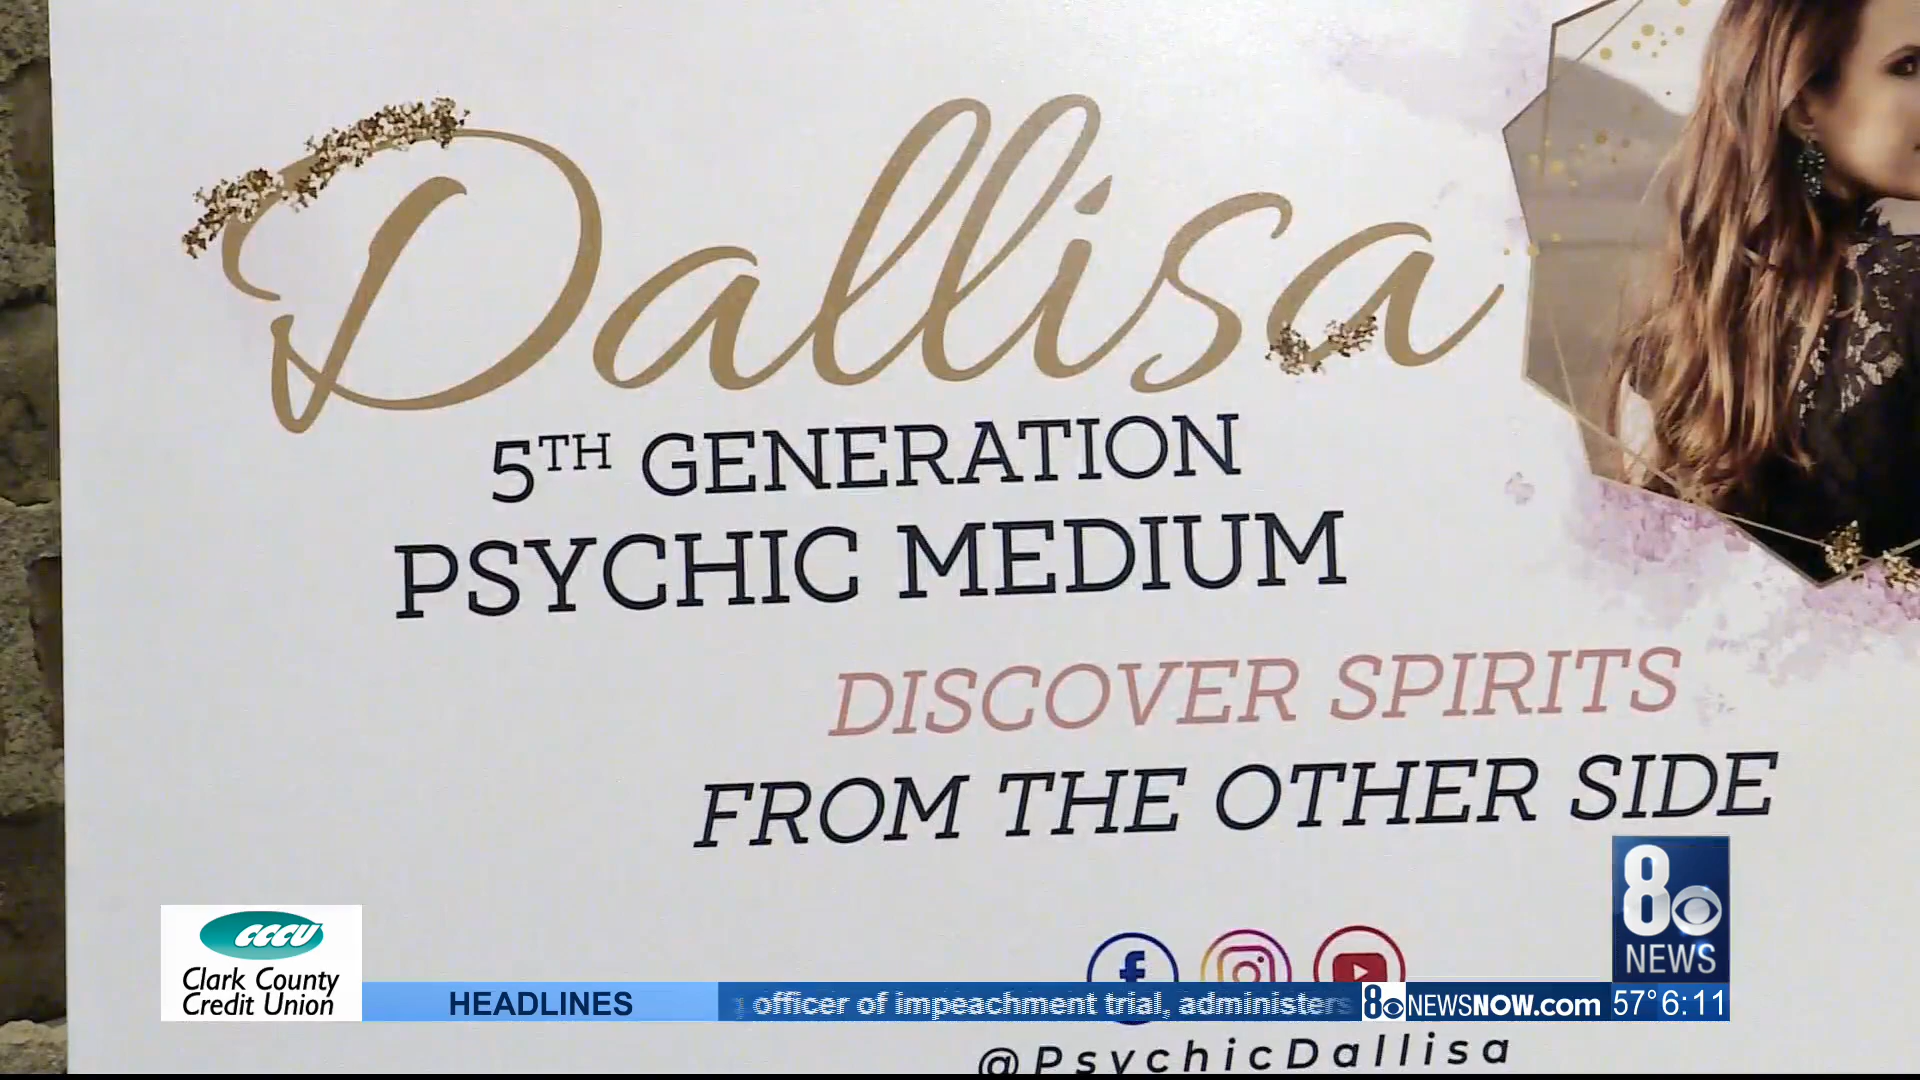 Dallisa
5TH GENERATION
PSYCHIC MEDIUM
DISCOVER SPIRITS
FROM THE OTHER SIDE
@PsychicDallisa
8 NEWS
CCCU
Clark County
Credit Union
HEADLINES
officer of impeachment trial, administers
8 NEWSNOW.com
57° 6:11